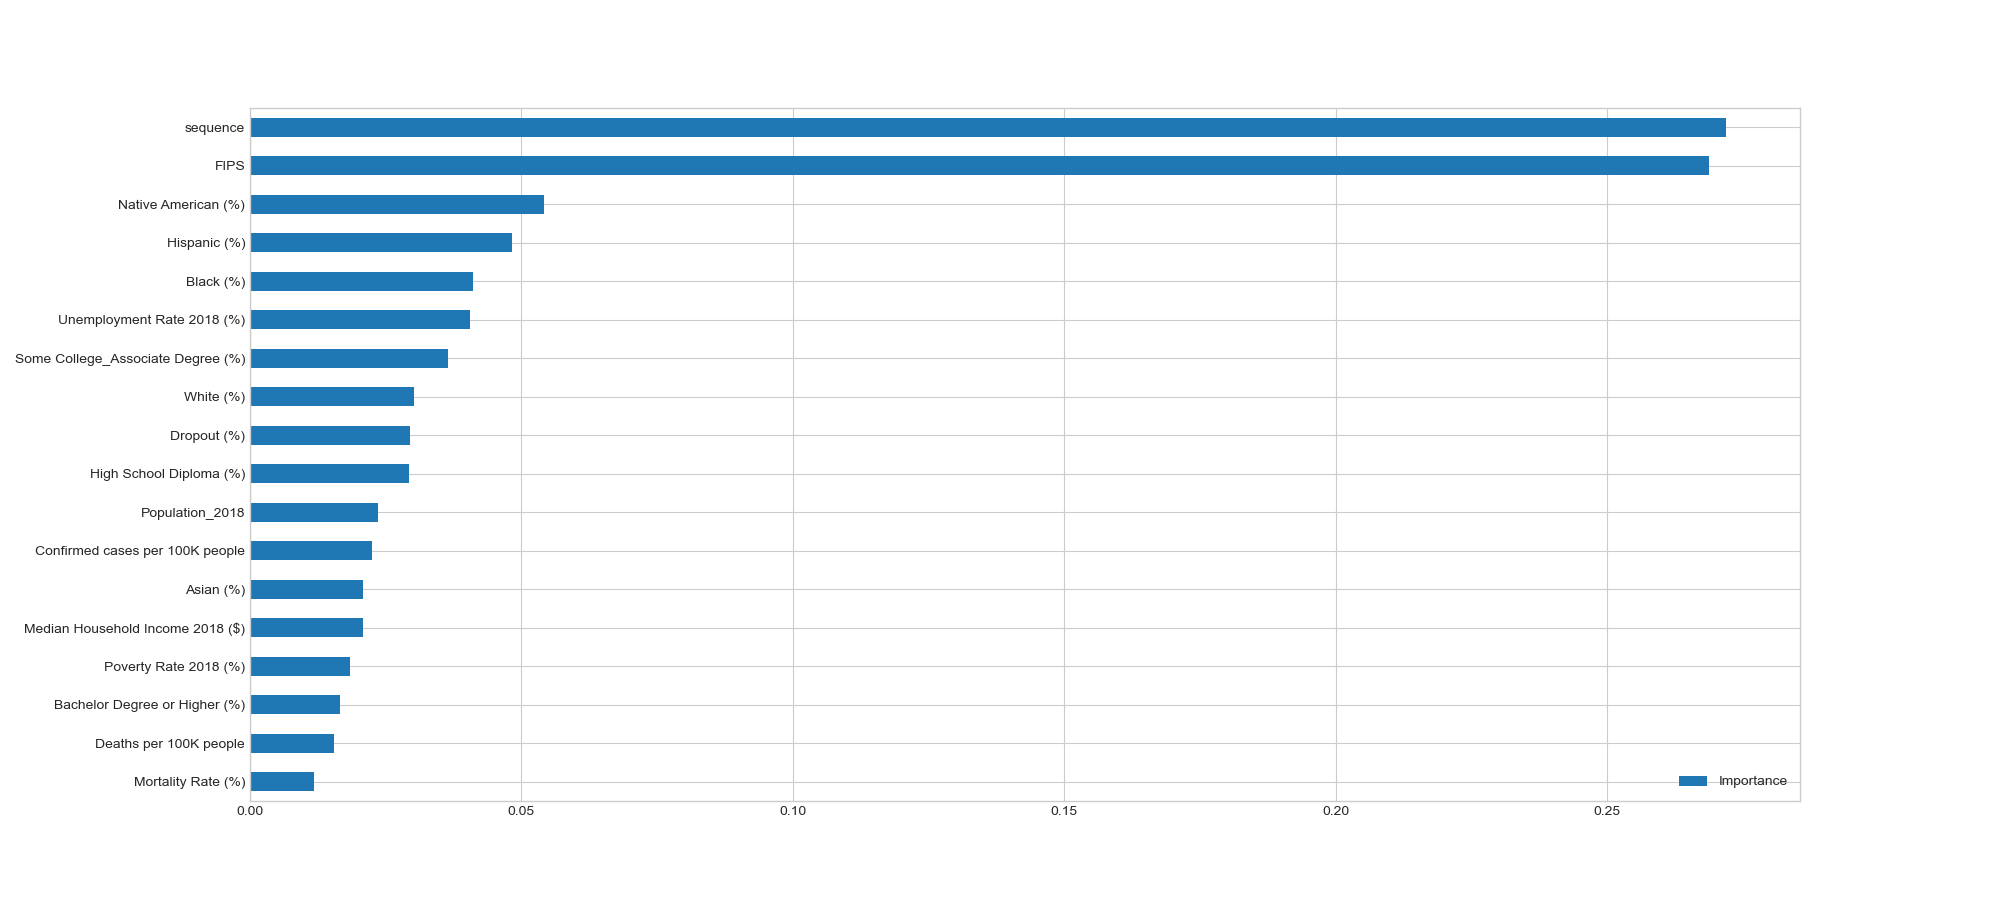 sequence
FIPS
Native American (%)
Hispanic (%)
Black (%)
Unemployment Rate 2018 (%)
Some College_Associate Degree (%)
White (%)
Dropout (%)
High School Diploma (%)
Population_2018
Confirmed cases per 100K people
Asian (%)
Median Household Income 2018 ($)
Poverty Rate 2018 (%)
Bachelor Degree or Higher (%)
Deaths per 100K people
Mortality Rate (%)
Importance
0.00 0.05 0.10 0.15 0.20 0.25